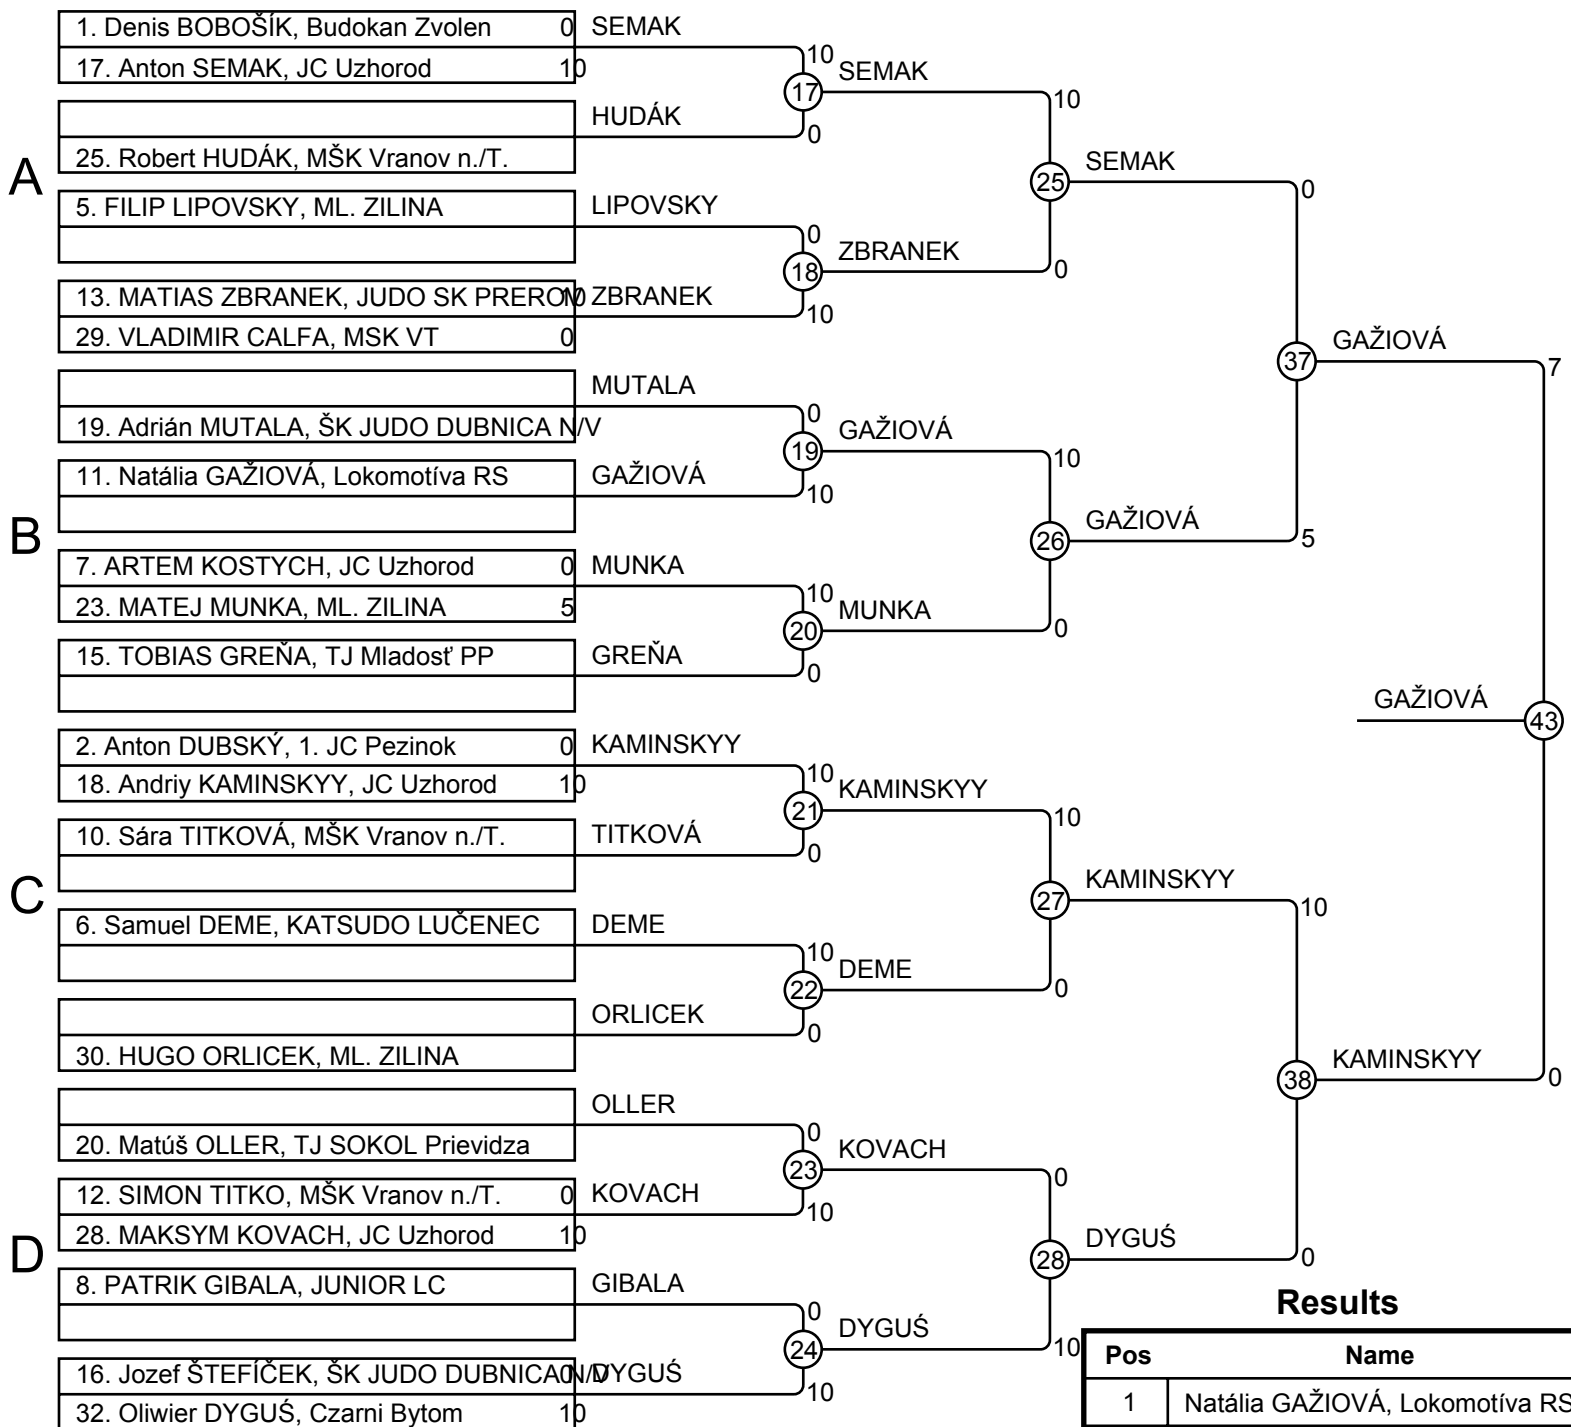 1. Denis BOBOŠÍK, Budokan Zvolen 0 SEMAK
10
17. Anton SEMAK, JC Uzhorod 10
SEMAK
17
10
HUDÁK
0
25. Robert HUDÁK, MŠK Vranov n./T.
A
SEMAK
25
0
5. FILIP LIPOVSKY, ML. ZILINA LIPOVSKY
0
ZBRANEK
18
0
13. MATIAS ZBRANEK, JUDO SK PREROV 10 ZBRANEK
10
29. VLADIMIR CALFA, MSK VT 0
GAŽIOVÁ
37
7
MUTALA
0
19. Adrián MUTALA, ŠK JUDO DUBNICA N/V
GAŽIOVÁ
19
10
11. Natália GAŽIOVÁ, Lokomotíva RS GAŽIOVÁ
10
B
GAŽIOVÁ
26
5
7. ARTEM KOSTYCH, JC Uzhorod 0 MUNKA
10
23. MATEJ MUNKA, ML. ZILINA 5
MUNKA
20
0
15. TOBIAS GREŇA, TJ Mladosť PP GREŇA
0
GAŽIOVÁ
43
2. Anton DUBSKÝ, 1. JC Pezinok 0 KAMINSKYY
10
18. Andriy KAMINSKYY, JC Uzhorod 10
KAMINSKYY
21
10
10. Sára TITKOVÁ, MŠK Vranov n./T. TITKOVÁ
0
C
KAMINSKYY
27
10
6. Samuel DEME, KATSUDO LUČENEC DEME
10
DEME
22
0
ORLICEK
0
30. HUGO ORLICEK, ML. ZILINA
KAMINSKYY
38
0
OLLER
0
20. Matúš OLLER, TJ SOKOL Prievidza
KOVACH
23
0
12. SIMON TITKO, MŠK Vranov n./T. 0 KOVACH
10
28. MAKSYM KOVACH, JC Uzhorod 10
D
DYGUŚ
28
0
8. PATRIK GIBALA, JUNIOR LC GIBALA
0
DYGUŚ
24
10
16. Jozef ŠTEFÍČEK, ŠK JUDO DUBNICA N/V 0 DYGUŚ
10
32. Oliwier DYGUŚ, Czarni Bytom 10
Results
Pos Name
1 Natália GAŽIOVÁ, Lokomotíva RS